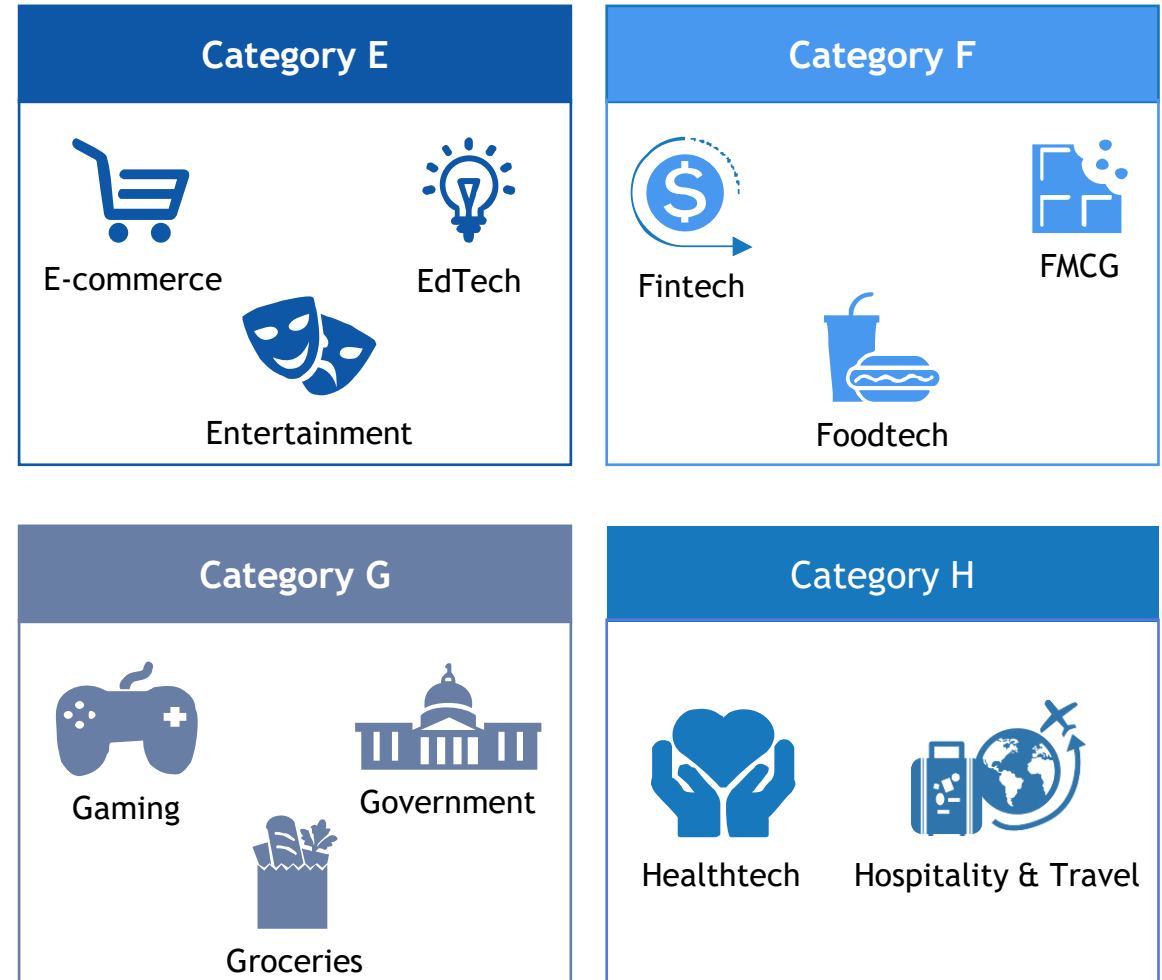 Category E
E-commerce
EdTech
Entertainment
Category F
Fintech
FMCG
Foodtech
Category G
Gaming
Government
Groceries
Category H
Healthtech
Hospitality & Travel